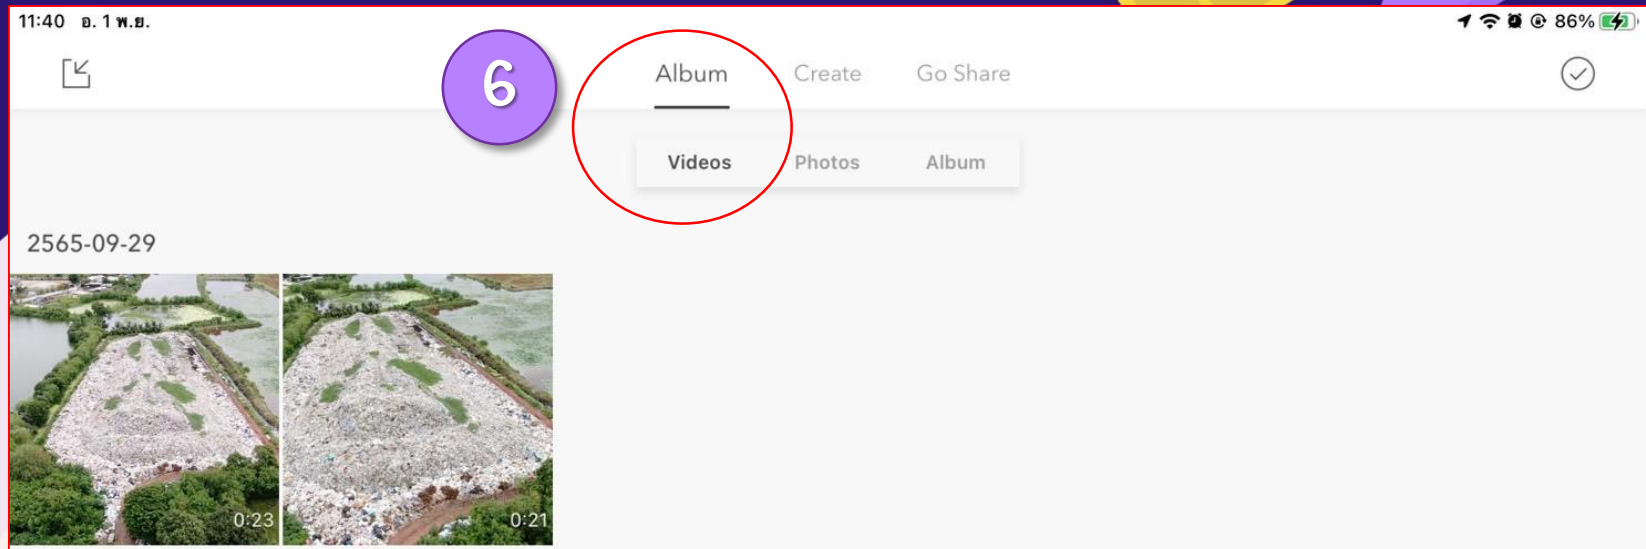 11:40 อ. 1 พ.ย. 86%
6
Album Create Go Share
Videos Photos Album
2565-09-29
0:23 0:21